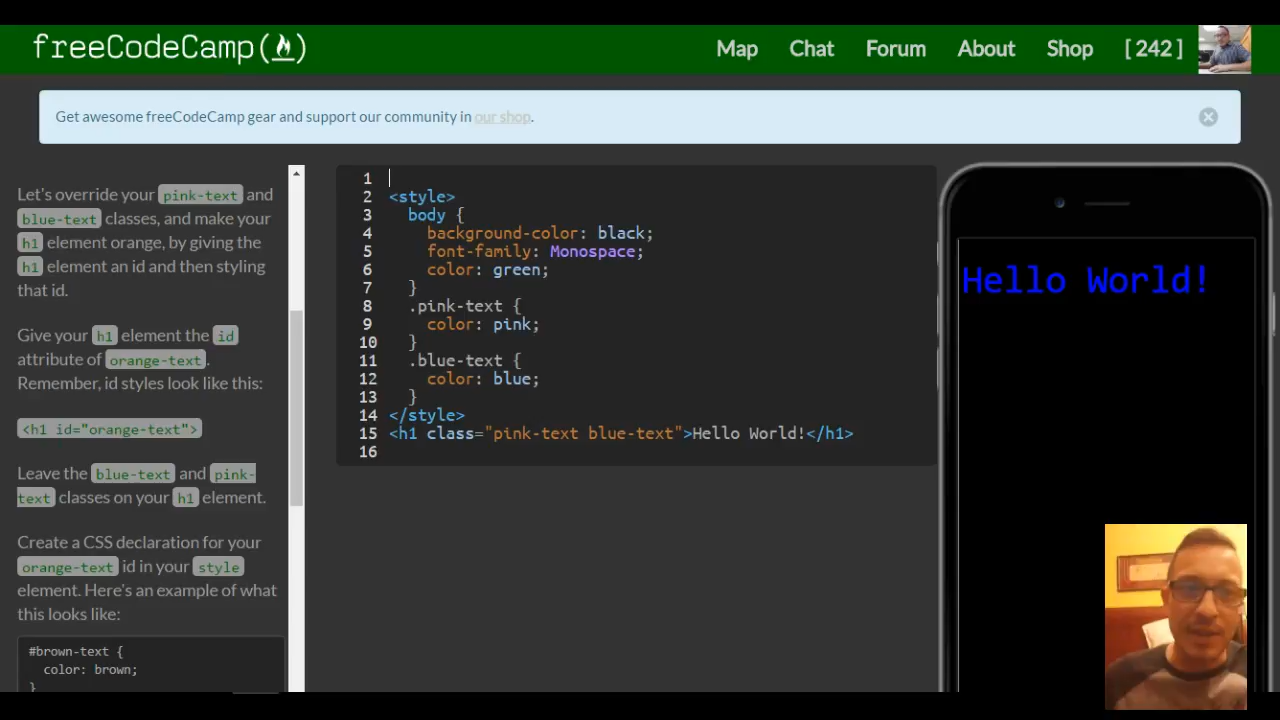 freeCodeCamp(🔥)
Map Chat Forum About Shop [ 242 ]
Get awesome freeCodeCamp gear and support our community in our shop.
Let's override your pink-text and
blue-text classes, and make your
h1 element orange, by giving the
h1 element an id and then styling
that id.
Give your h1 element the id
attribute of orange-text.
Remember, id styles look like this:
<h1 id="orange-text">
Leave the blue-text and pink-
text classes on your h1 element.
Create a CSS declaration for your
orange-text id in your style
element. Here's an example of what
this looks like:
#brown-text {
color: brown;
}
1
2 <style>
3 body {
4 background-color: black;
5 font-family: Monospace;
6 color: green;
7 }
8 .pink-text {
9 color: pink;
10 }
11 .blue-text {
12 color: blue;
13 }
14 </style>
15 <h1 class="pink-text blue-text">Hello World!</h1>
16
Hello World!